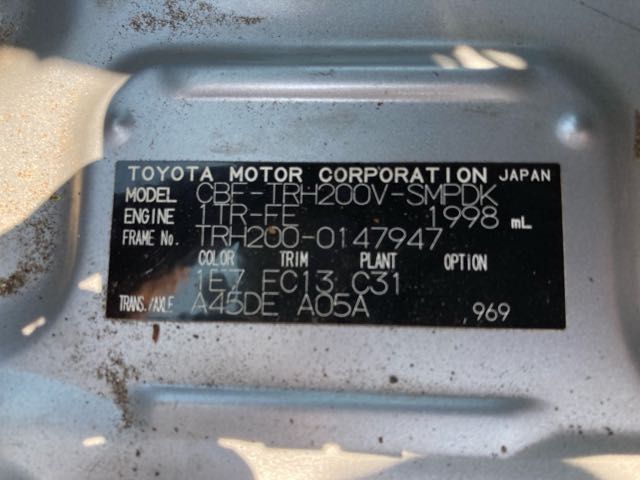 TOYOTA MOTOR CORPORATION JAPAN
MODEL CBF-TRH200V-SMPDK
ENGINE 1TR-FE 1998 mL
FRAME No. TRH200-0147947
COLOR TRIM PLANT OPTION
1E7 EC13 C31
TRANS./AXLE A45DE A05A 969